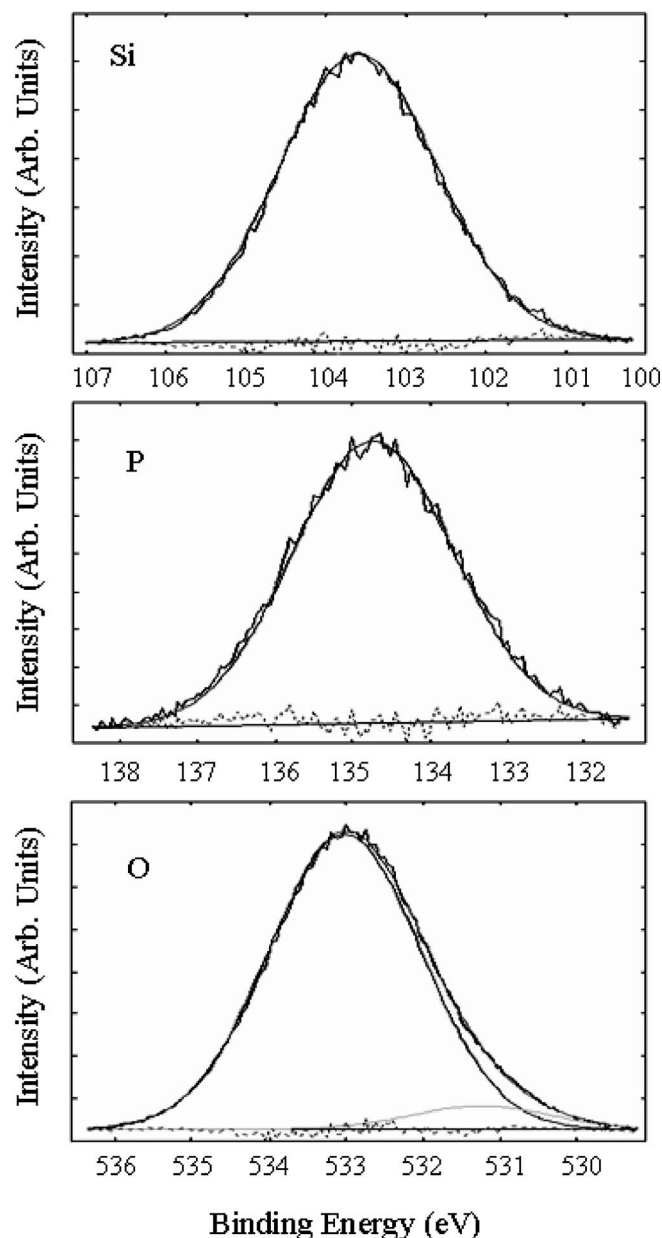 Si
Intensity (Arb. Units)
107 106 105 104 103 102 101 100
P
Intensity (Arb. Units)
138 137 136 135 134 133 132
O
Intensity (Arb. Units)
536 535 534 533 532 531 530
Binding Energy (eV)